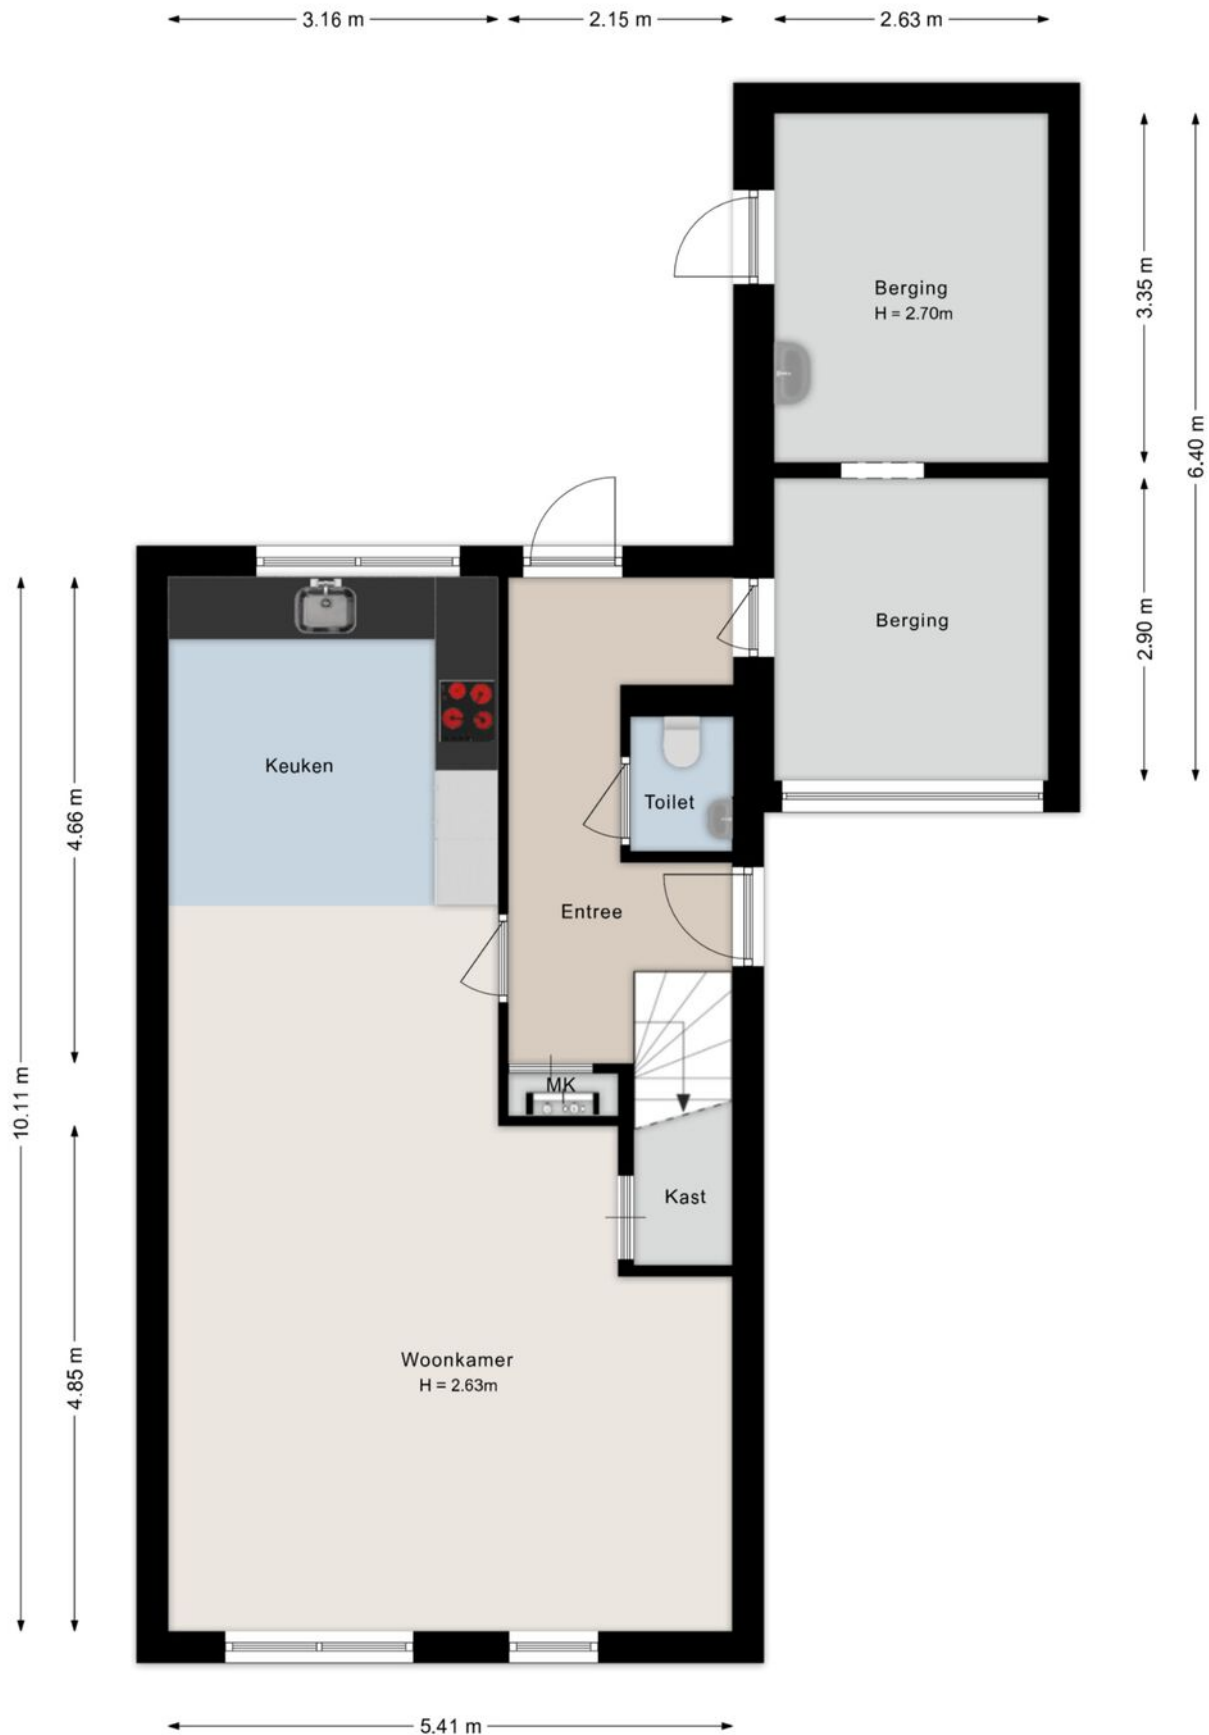 3.16 m
2.15 m
2.63 m
Berging
H = 2.70m
3.35 m
6.40 m
Berging
2.90 m
Keuken
Toilet
4.66 m
Entree
MK
10.11 m
Kast
Woonkamer
H = 2.63m
4.85 m
5.41 m